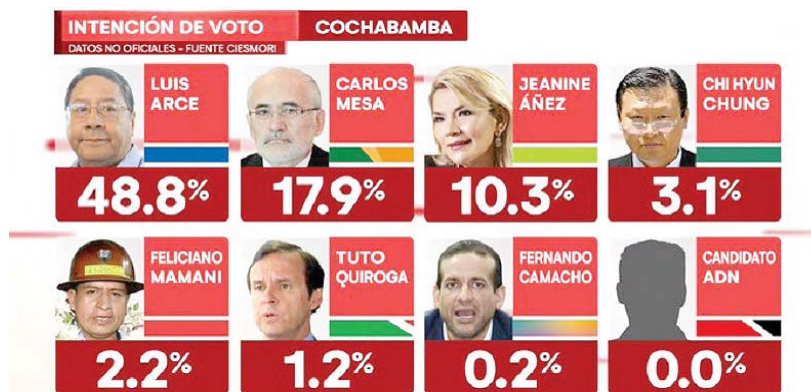 INTENCIÓN DE VOTO
COCHABAMBA
DATOS NO OFICIALES - FUENTE CIESMORI
LUIS
ARCE
48.8%
CARLOS
MESA
17.9%
JEANINE
ÁÑEZ
10.3%
CHI HYUN
CHUNG
3.1%
FELICIANO
MAMANI
2.2%
TUTO
QUIROGA
1.2%
FERNANDO
CAMACHO
0.2%
CANDIDATO
ADN
0.0%